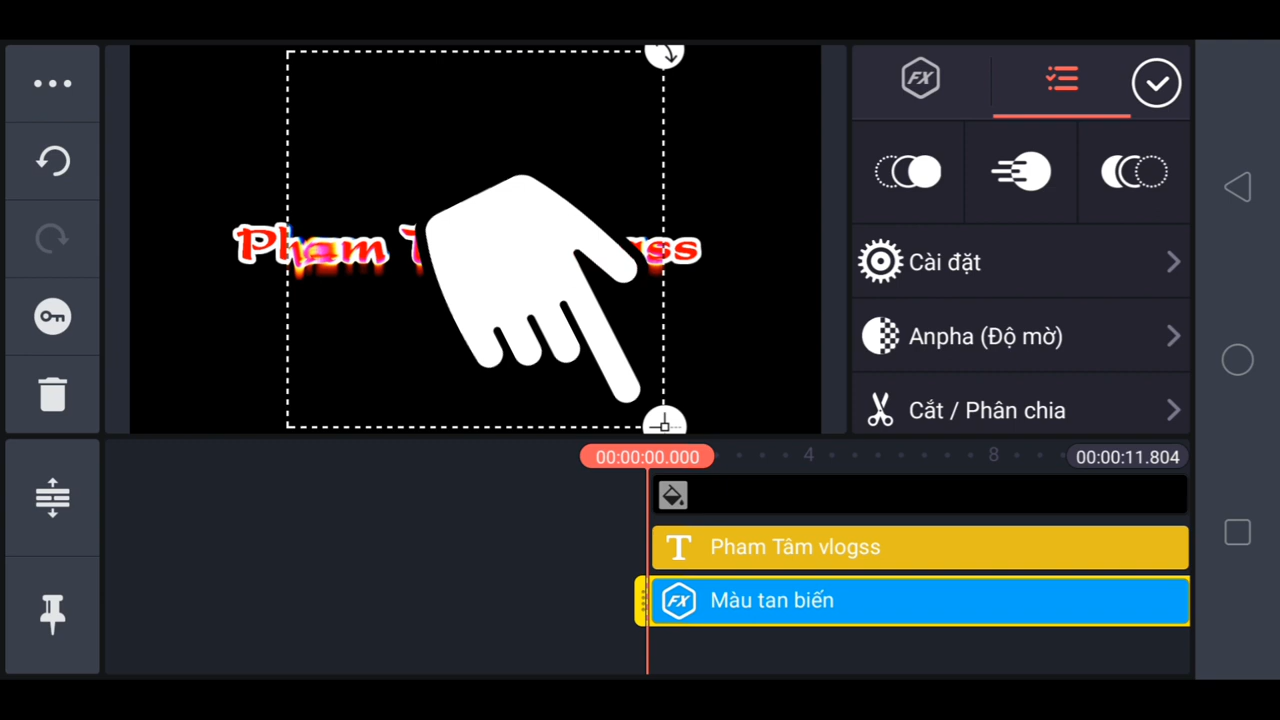 FX
Pham T ss
Cài đặt
Anpha (Độ mờ)
Cắt / Phân chia
00:00:00.000
4
8
00:00:11.804
T Pham Tâm vlogss
FX Màu tan biến